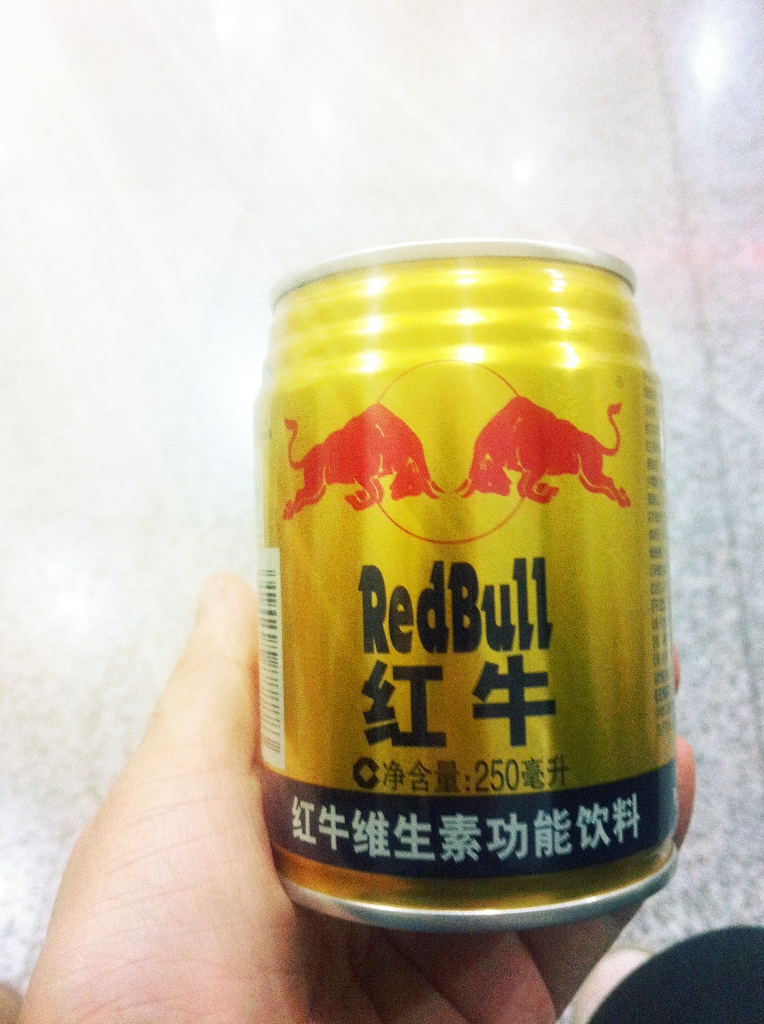 RedBull
红牛
净含量:250毫升
红牛维生素功能饮料